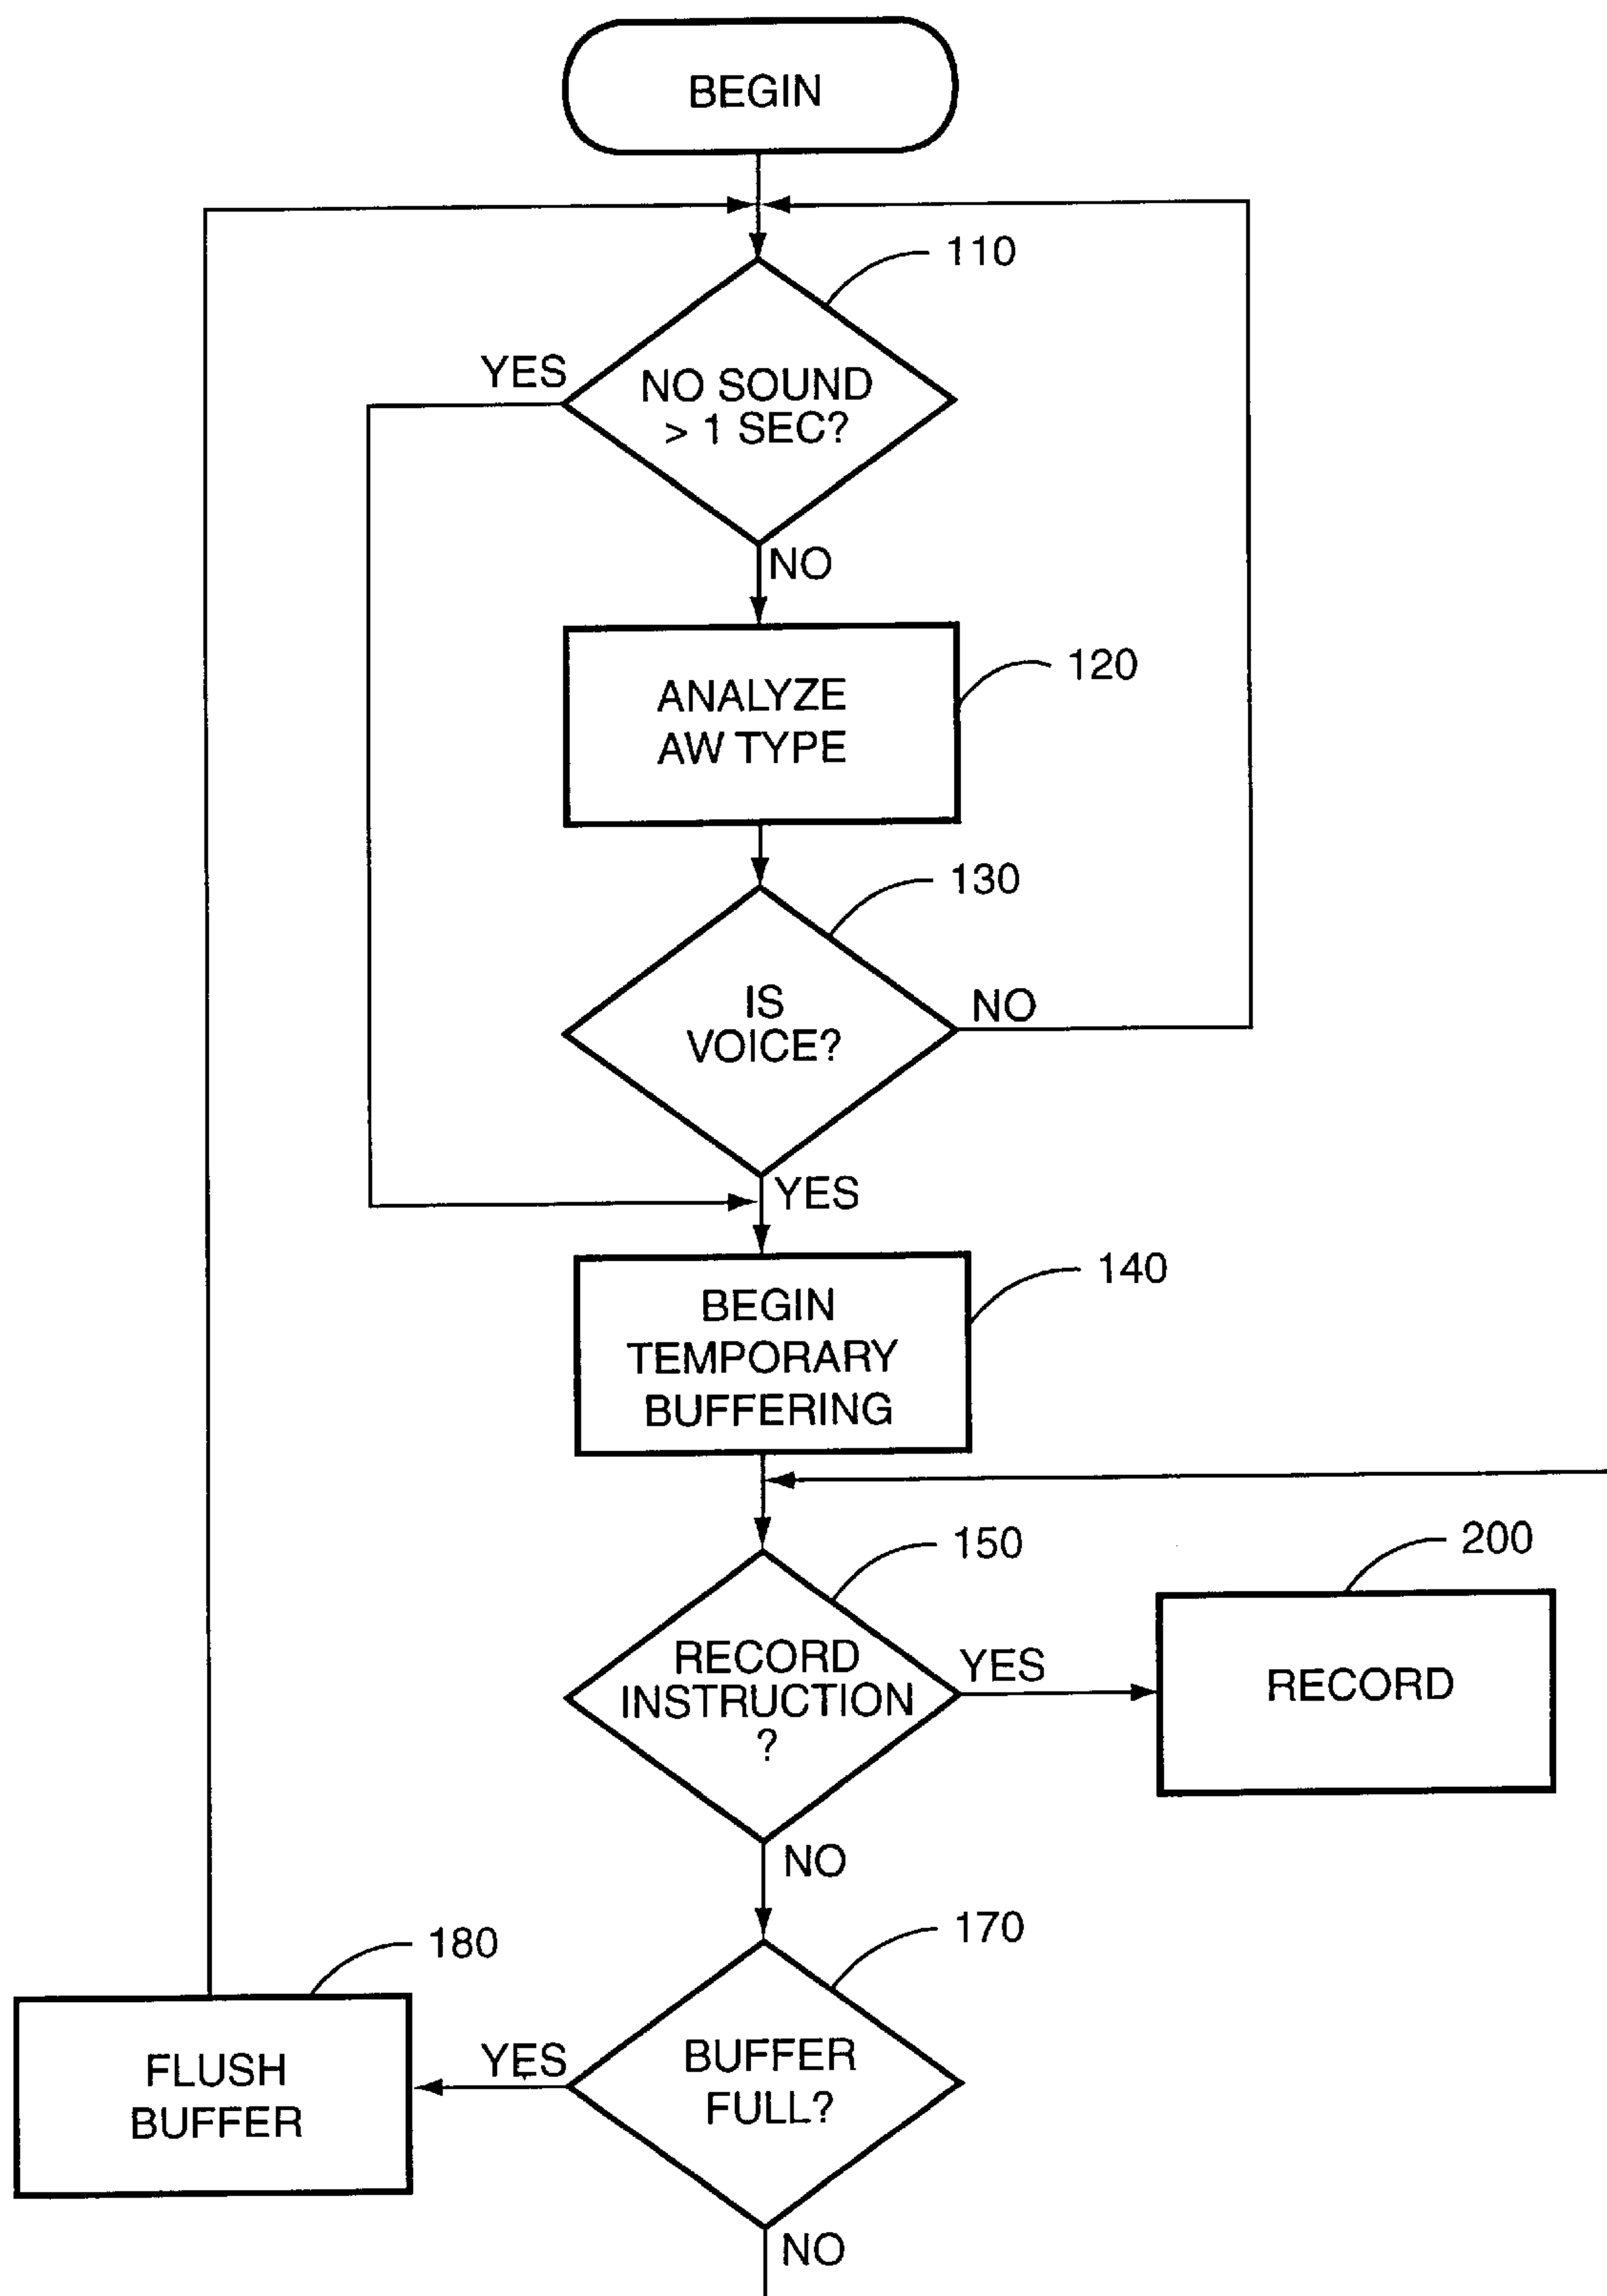 BEGIN
110
YES
NO SOUND
> 1 SEC?
NO
120
ANALYZE
AW TYPE
130
IS
VOICE?
NO
YES
140
BEGIN
TEMPORARY
BUFFERING
150
200
RECORD
INSTRUCTION
?
YES
RECORD
NO
170
180
BUFFER
FULL?
YES
FLUSH
BUFFER
NO